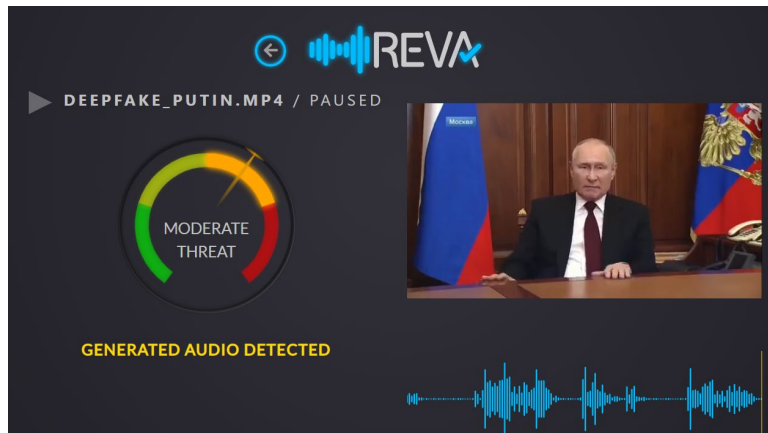 REVA
DEEPFAKE_PUTIN.MP4 / PAUSED
Москва
MODERATE
THREAT
GENERATED AUDIO DETECTED